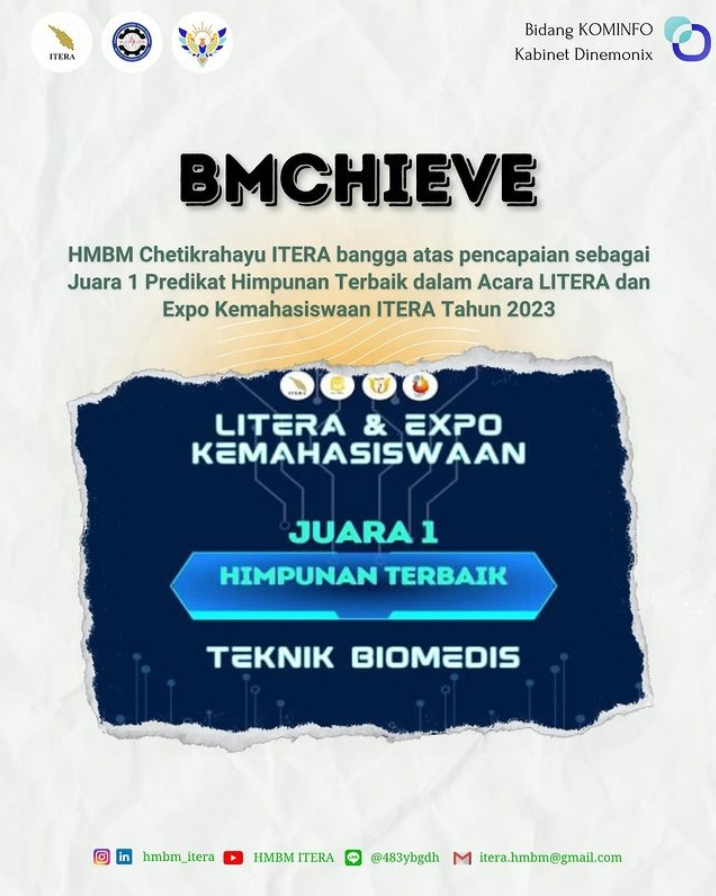 ITERA
Bidang KOMINFO
Kabinet Dinemonix
BMCHIEVE
HMBM Chetikrahayu ITERA bangga atas pencapaian sebagai
Juara 1 Predikat Himpunan Terbaik dalam Acara LITERA dan
Expo Kemahasiswaan ITERA Tahun 2023
LITERA & EXPO
KEMAHASISWAAN
JUARA 1
HIMPUNAN TERBAIK
TEKNIK BIOMEDIS
hmbm_itera HMBM ITERA @483ybgdh itera.hmbm@gmail.com